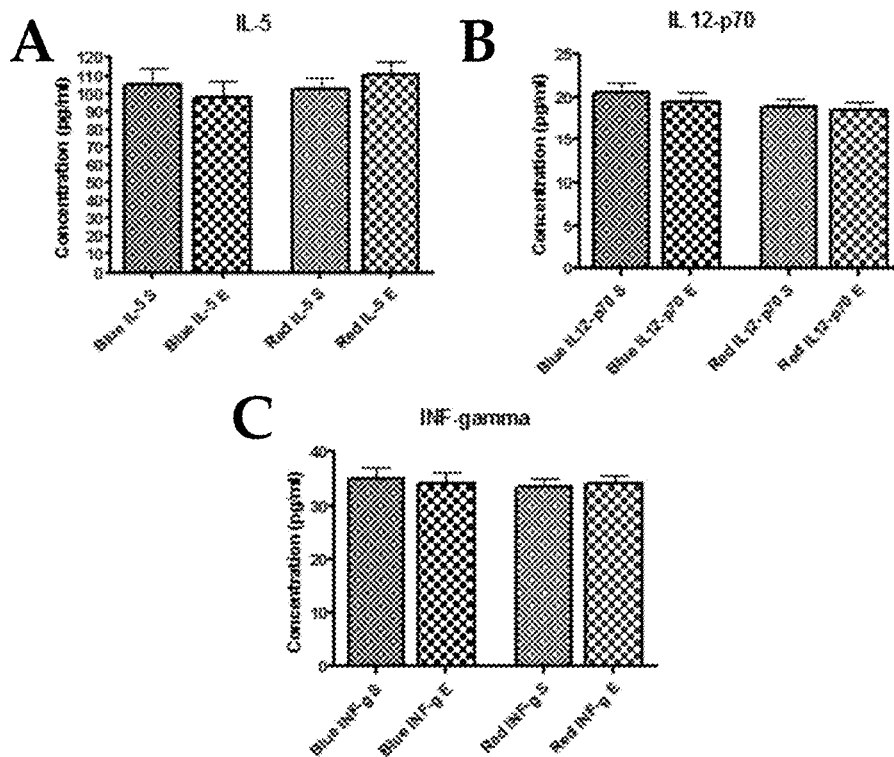 A
IL-5
Concentration (pg/ml)
120
110
100
90
80
70
60
50
40
30
20
10
0
Blue IL-5 S
Blue IL-5 E
Red IL-5 S
Red IL-5 E
B
IL 12-p70
Concentration (pg/ml)
25
20
15
10
5
0
Blue IL12-p70 S
Blue IL12-p70 E
Red IL12-p70 S
Red IL12-p70 E
C
INF-gamma
Concentration (pg/ml)
40
30
20
10
0
Blue INF-g S
Blue INF-g E
Red INF-g S
Red INF-g E